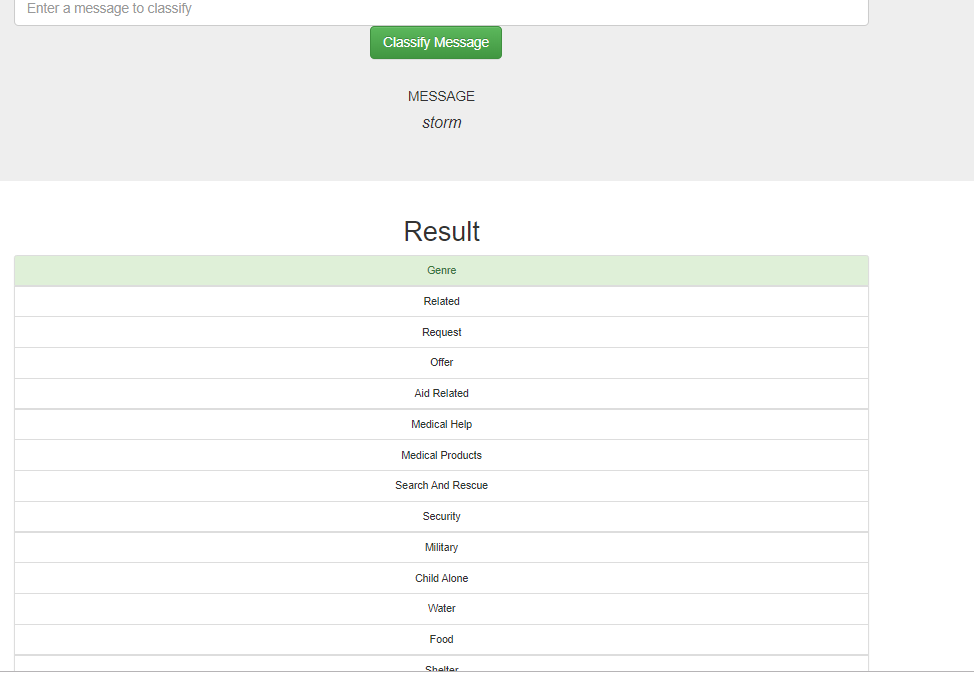 Enter a message to classify
Classify Message
MESSAGE
storm
Result
Genre
Related
Request
Offer
Aid Related
Medical Help
Medical Products
Search And Rescue
Security
Military
Child Alone
Water
Food
Shelter